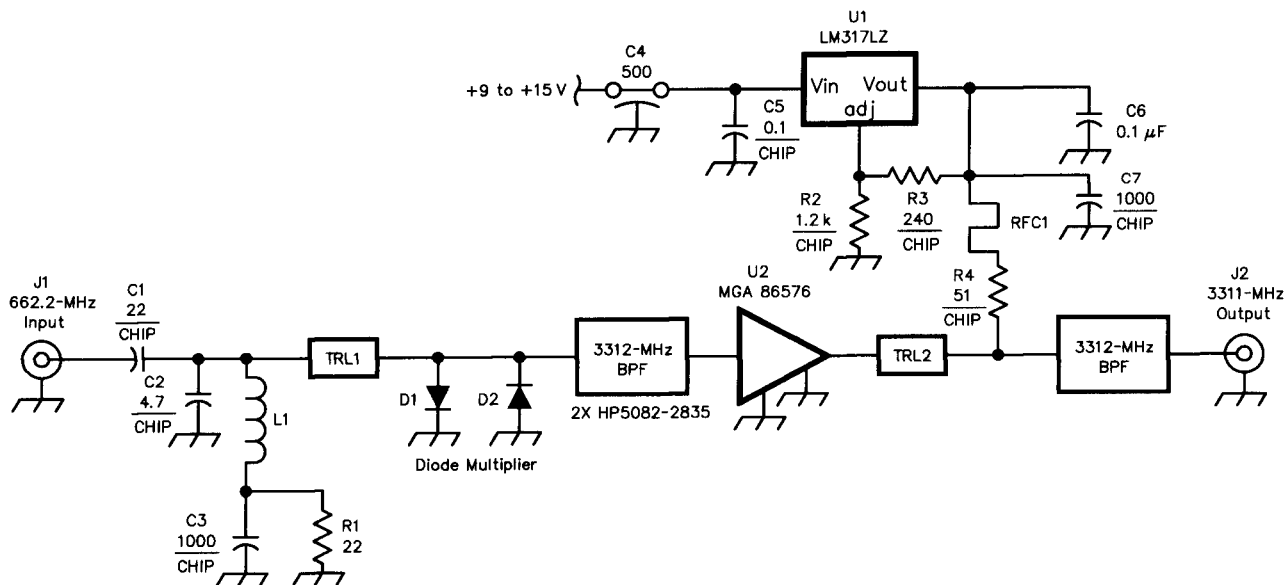 U1
LM317LZ
C4
500
+9 to +15 V
Vin
Vout
adj
C5
0.1
CHIP
C6
0.1 μF
C7
1000
CHIP
R2
1.2 k
CHIP
R3
240
CHIP
RFC1
R4
51
CHIP
U2
MGA 86576
J1
662.2-MHz
Input
C1
22
CHIP
C2
4.7
CHIP
L1
TRL1
D1
D2
Diode Multiplier
3312-MHz
BPF
2X HP5082-2835
TRL2
3312-MHz
BPF
J2
3311-MHz
Output
C3
1000
CHIP
R1
22